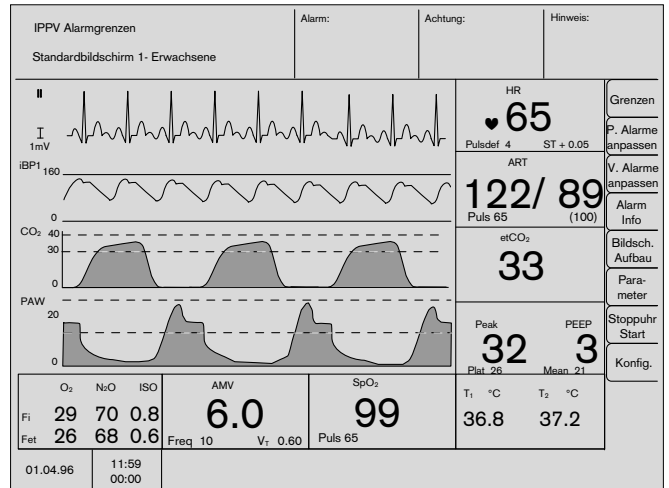 IPPV Alarmgrenzen
Standardbildschirm 1- Erwachsene
Alarm:
Achtung:
Hinweis:
II
1mV
iBP1
160
0
CO₂ 40
30
0
PAW
20
0
HR
♥65
Pulsdef 4 ST + 0.05
ART
122/ 89
Puls 65 (100)
etCO₂
33
Peak PEEP
32 3
Plat 26 Mean 21
Grenzen
P. Alarme
anpassen
V. Alarme
anpassen
Alarm
Info
Bildsch.
Aufbau
Para-
meter
Stoppuhr
Start
Konfig.
O₂ N₂O ISO
Fi 29 70 0.8
Fet 26 68 0.6
AMV
6.0
Freq 10 V_T 0.60
SpO₂
99
Puls 65
T₁ °C T₂ °C
36.8 37.2
01.04.96
11:59
00:00